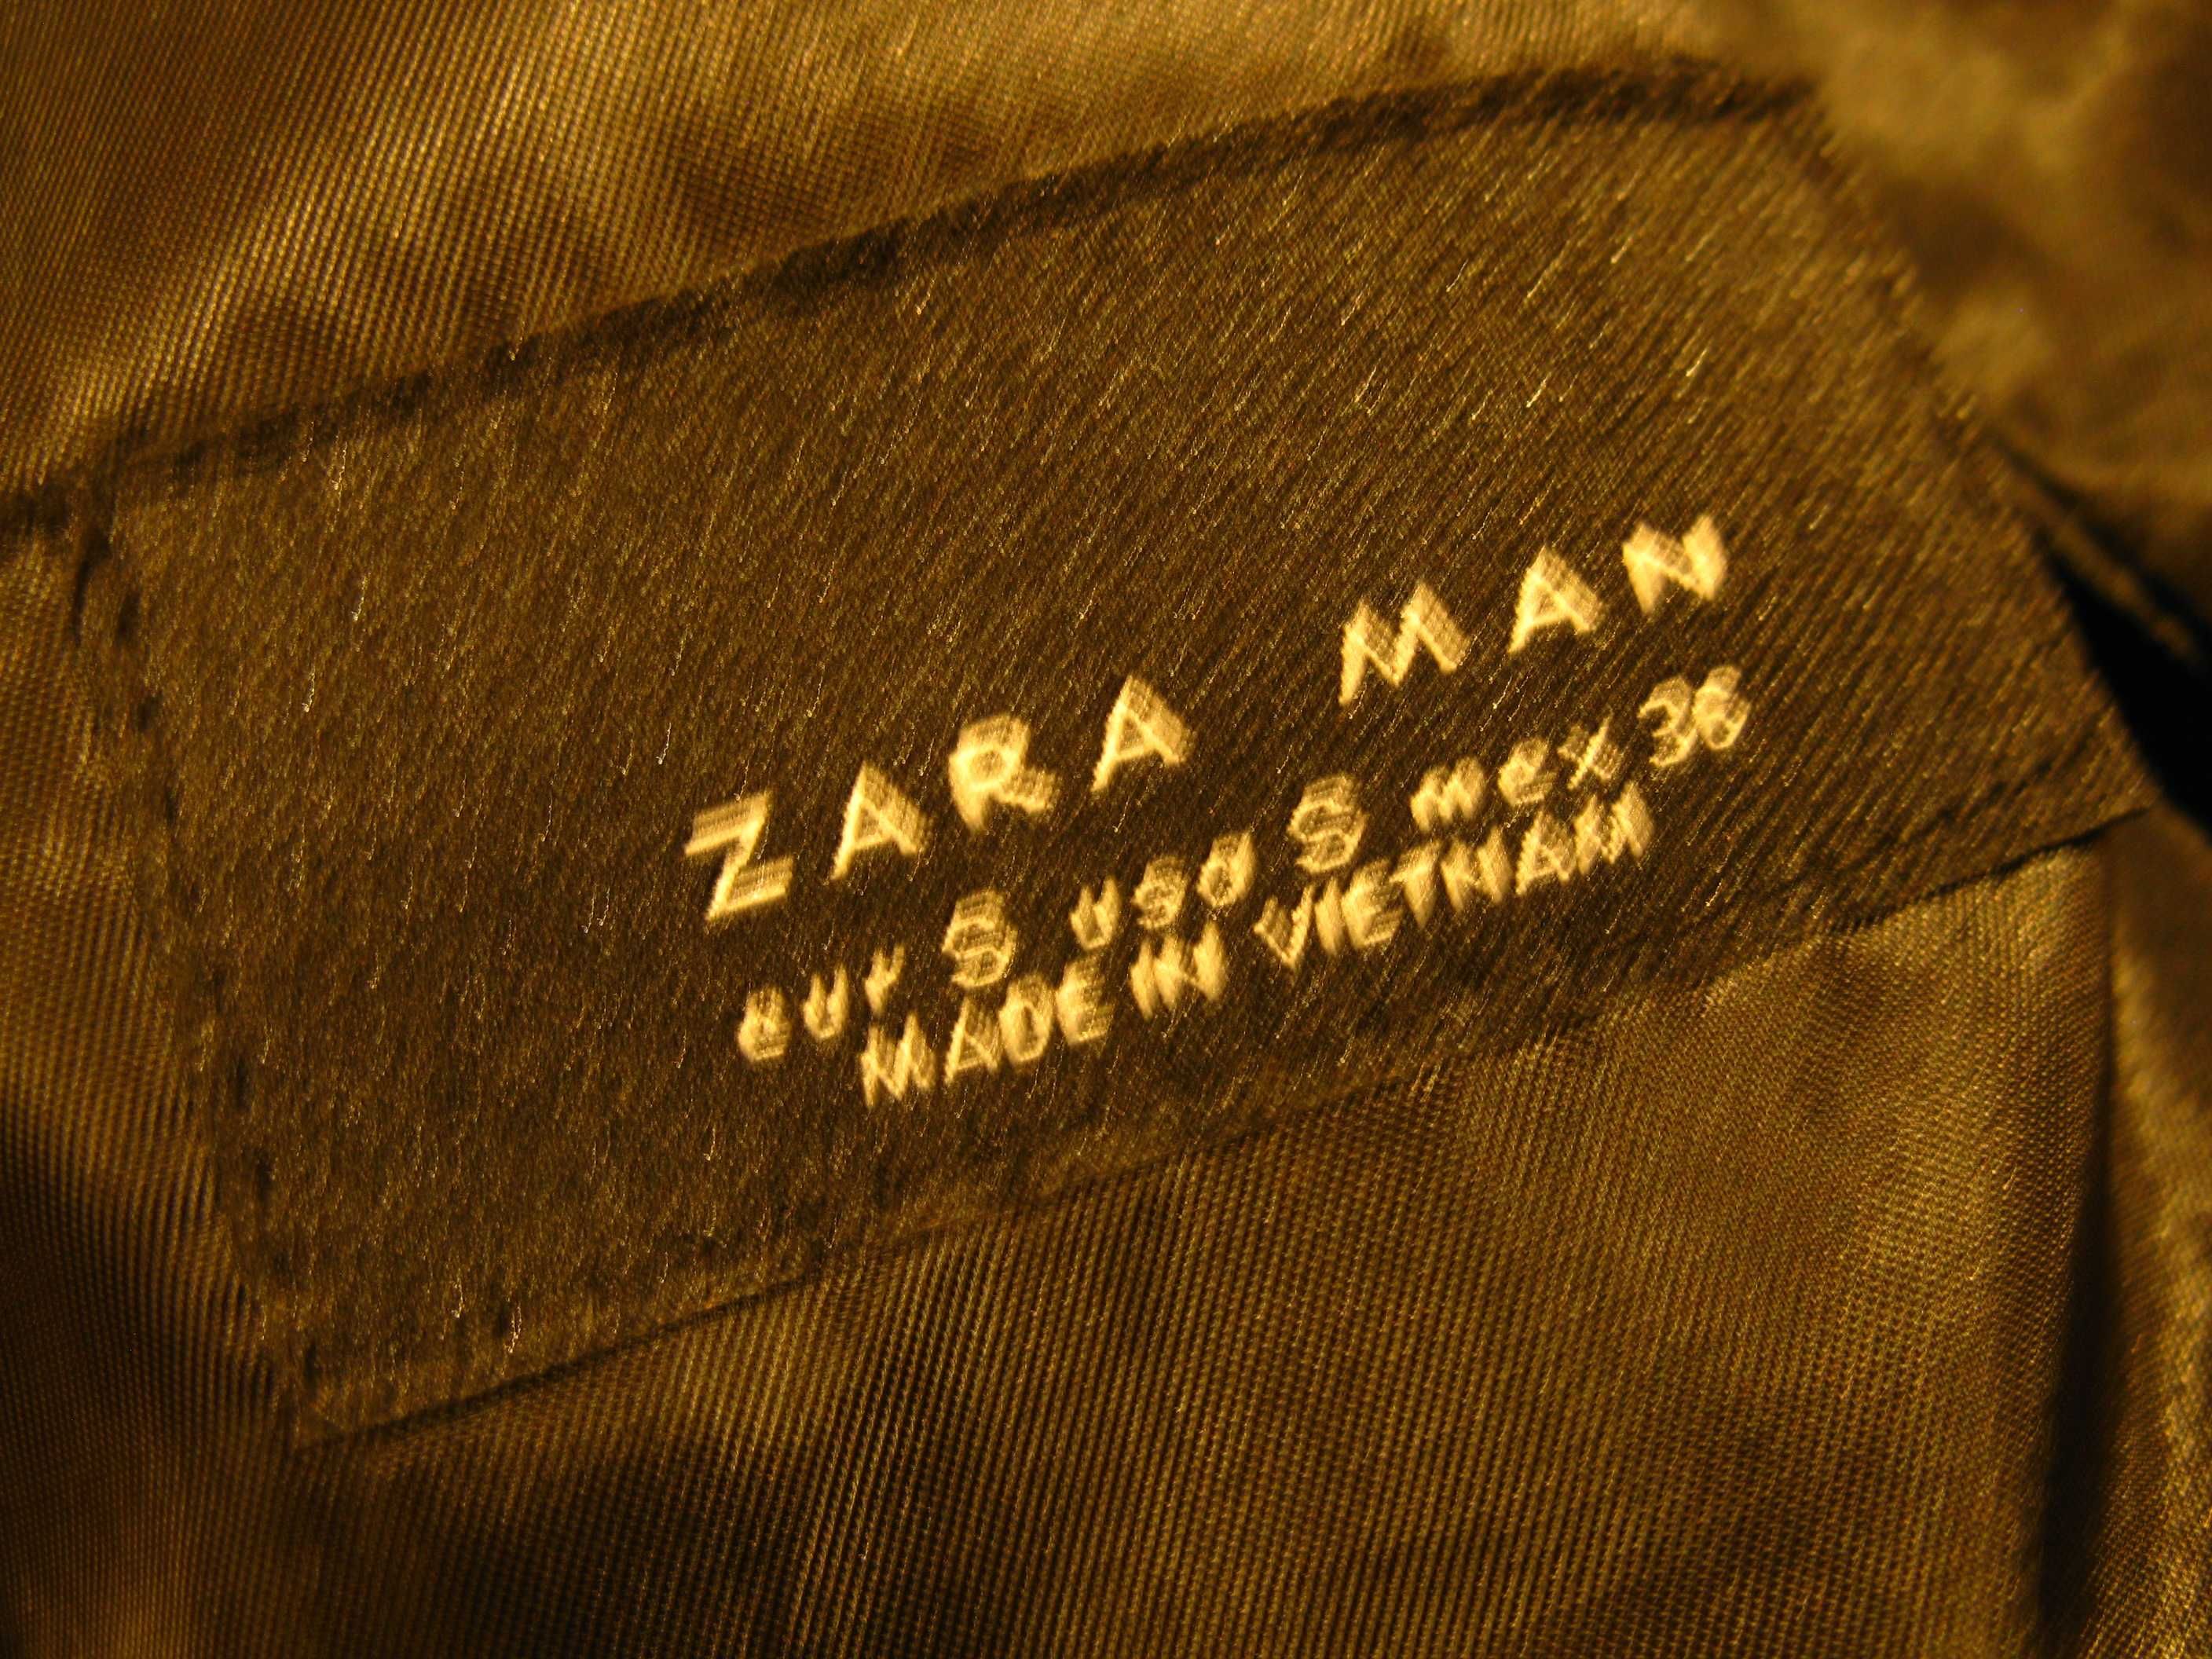 ZARA MAN
eur S usa S mex 36
MADE IN VIETNAM